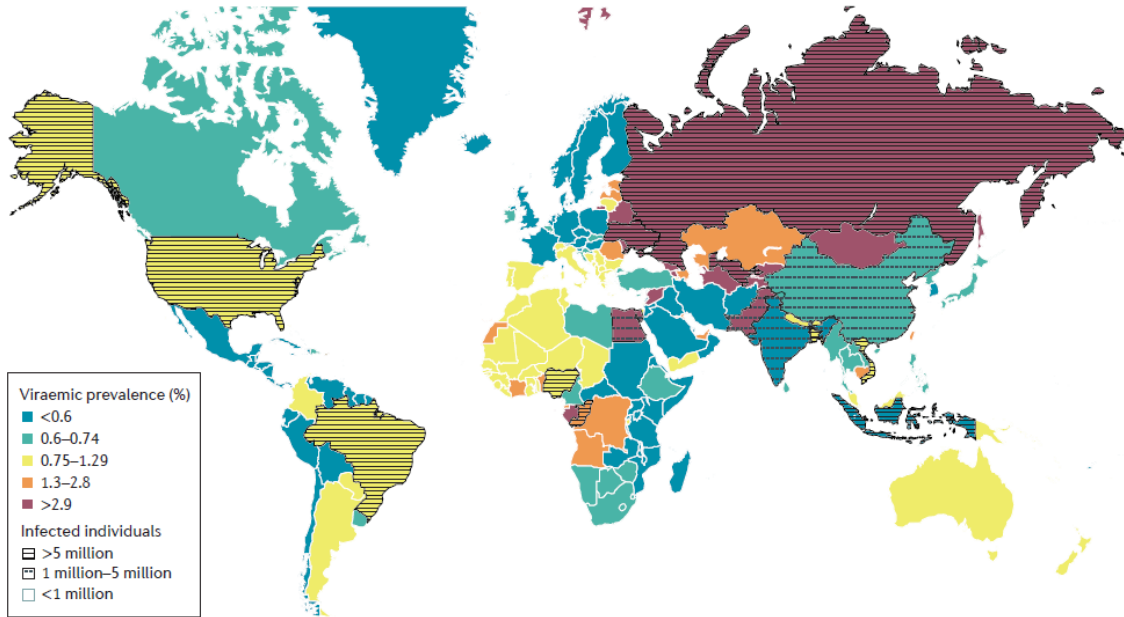 Viraemic prevalence (%)
<0.6
0.6–0.74
0.75–1.29
1.3–2.8
>2.9
Infected individuals
>5 million
1 million–5 million
<1 million